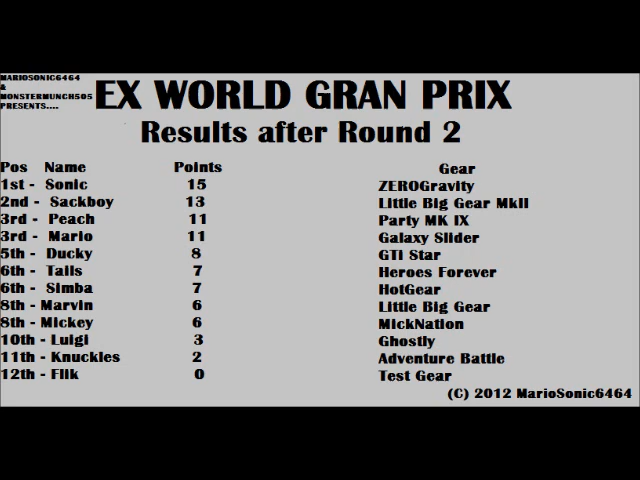 MARIOSONIC6464
&
MONSTERMUNCH505
PRESENTS....
EX WORLD GRAN PRIX
Results after Round 2
Pos Name Points Gear
1st - Sonic 15 ZEROGravity
2nd - Sackboy 13 Little Big Gear MkII
3rd - Peach 11 Party MK IX
3rd - Mario 11 Galaxy Slider
5th - Ducky 8 GTi Star
6th - Tails 7 Heroes Forever
6th - Simba 7 HotGear
8th - Marvin 6 Little Big Gear
8th - Mickey 6 MickNation
10th - Luigi 3 Ghostly
11th - Knuckles 2 Adventure Battle
12th - Flik 0 Test Gear
(C) 2012 MarioSonic6464